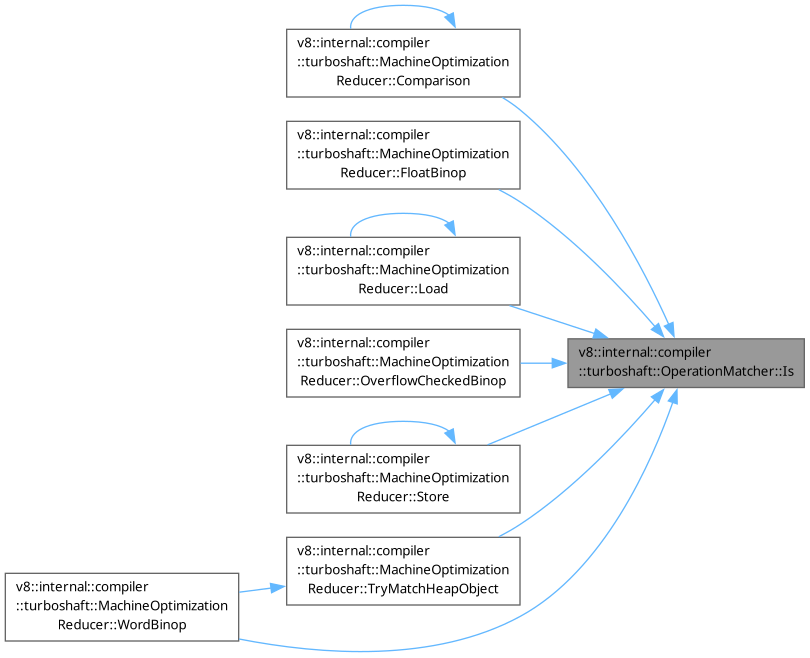 v8::internal::compiler
::turboshaft::MachineOptimization
Reducer::Comparison
v8::internal::compiler
::turboshaft::MachineOptimization
Reducer::FloatBinop
v8::internal::compiler
::turboshaft::MachineOptimization
Reducer::Load
v8::internal::compiler
::turboshaft::MachineOptimization
Reducer::OverflowCheckedBinop
v8::internal::compiler
::turboshaft::OperationMatcher::Is
v8::internal::compiler
::turboshaft::MachineOptimization
Reducer::Store
v8::internal::compiler
::turboshaft::MachineOptimization
Reducer::TryMatchHeapObject
v8::internal::compiler
::turboshaft::MachineOptimization
Reducer::WordBinop